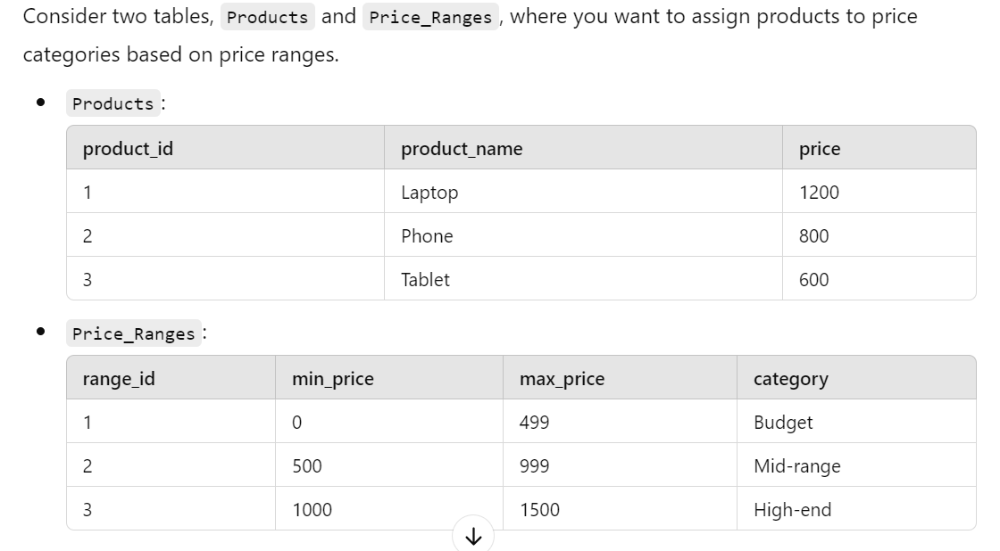 Consider two tables, Products and Price_Ranges, where you want to assign products to price
categories based on price ranges.
Products:
product_id product_name price
1 Laptop 1200
2 Phone 800
3 Tablet 600
Price_Ranges:
range_id min_price max_price category
1 0 499 Budget
2 500 999 Mid-range
3 1000 1500 High-end